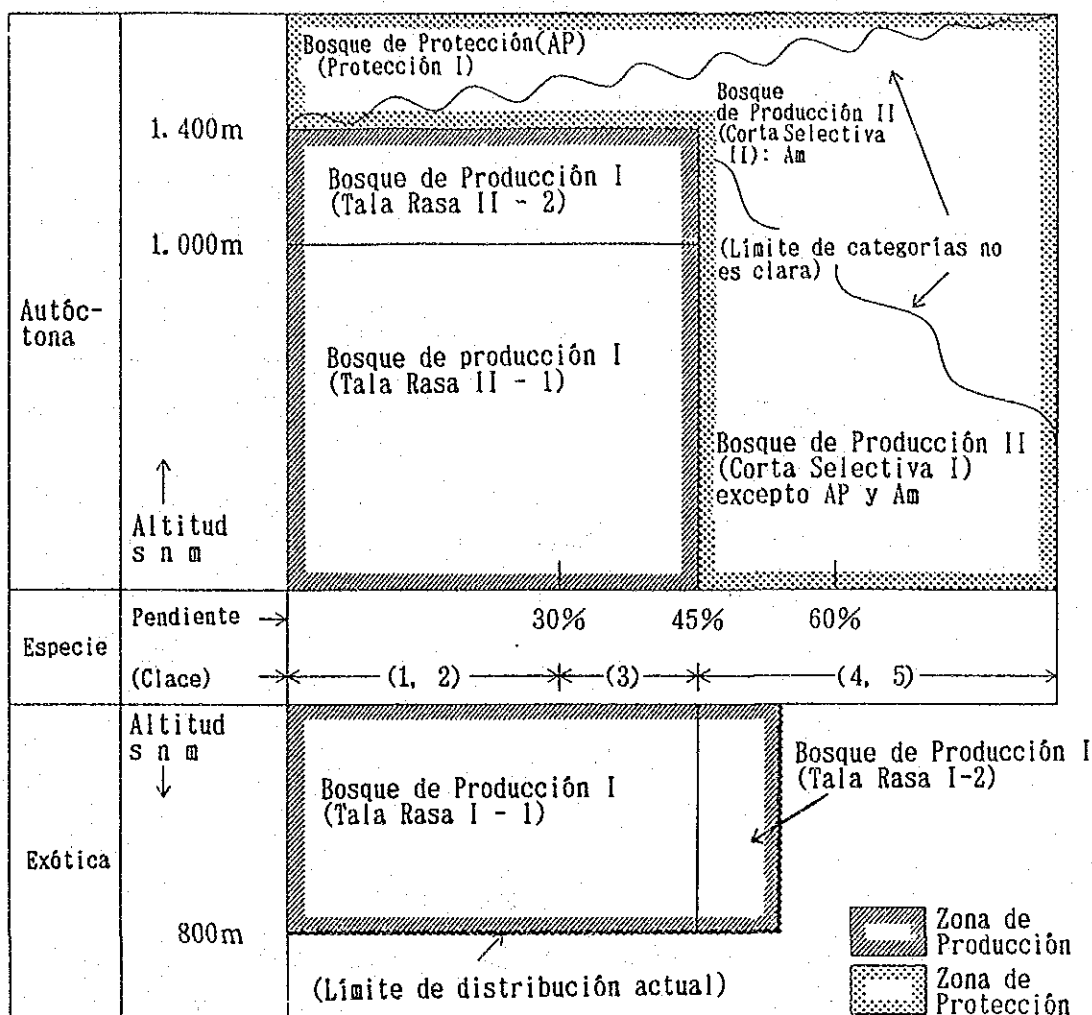 Bosque de Protección(AP)
(Protección I)
Bosque
de Producción II
(Corta Selectiva
II): Am
1.400m
Bosque de Producción I
(Tala Rasa II - 2)
1.000m
(Límite de categorías no
es clara)
Autóc-
tona
Bosque de producción I
(Tala Rasa II - 1)
Bosque de Producción II
(Corta Selectiva I)
excepto AP y Am
Altitud
s n m
Especie
Pendiente
30%
45%
60%
(Clace)
(1, 2)
(3)
(4, 5)
Altitud
s n m
Bosque de Producción I
(Tala Rasa I-2)
Bosque de Producción I
(Tala Rasa I - 1)
Exótica
800m
(Límite de distribución actual)
Zona de
Producción
Zona de
Protección